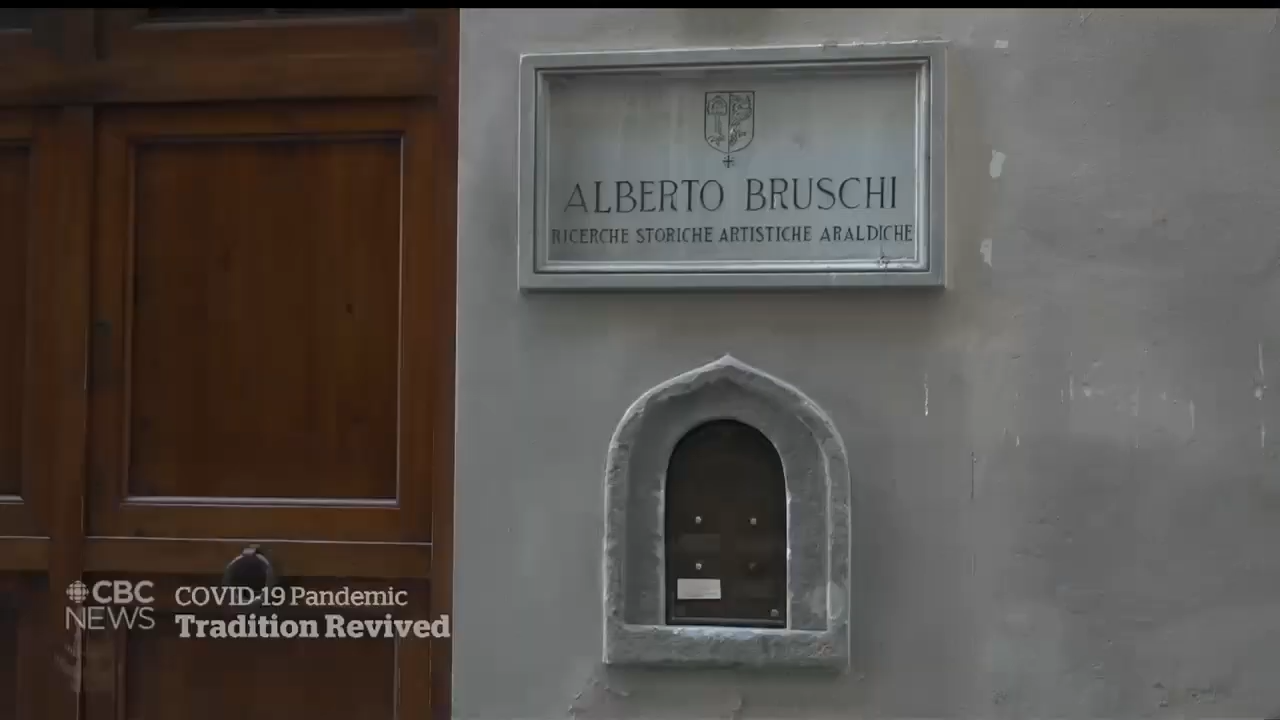 ALBERTO BRUSCHI
RICERCHE STORICHE ARTISTICHE ARALDICHE
CBC
NEWS
COVID-19 Pandemic
Tradition Revived